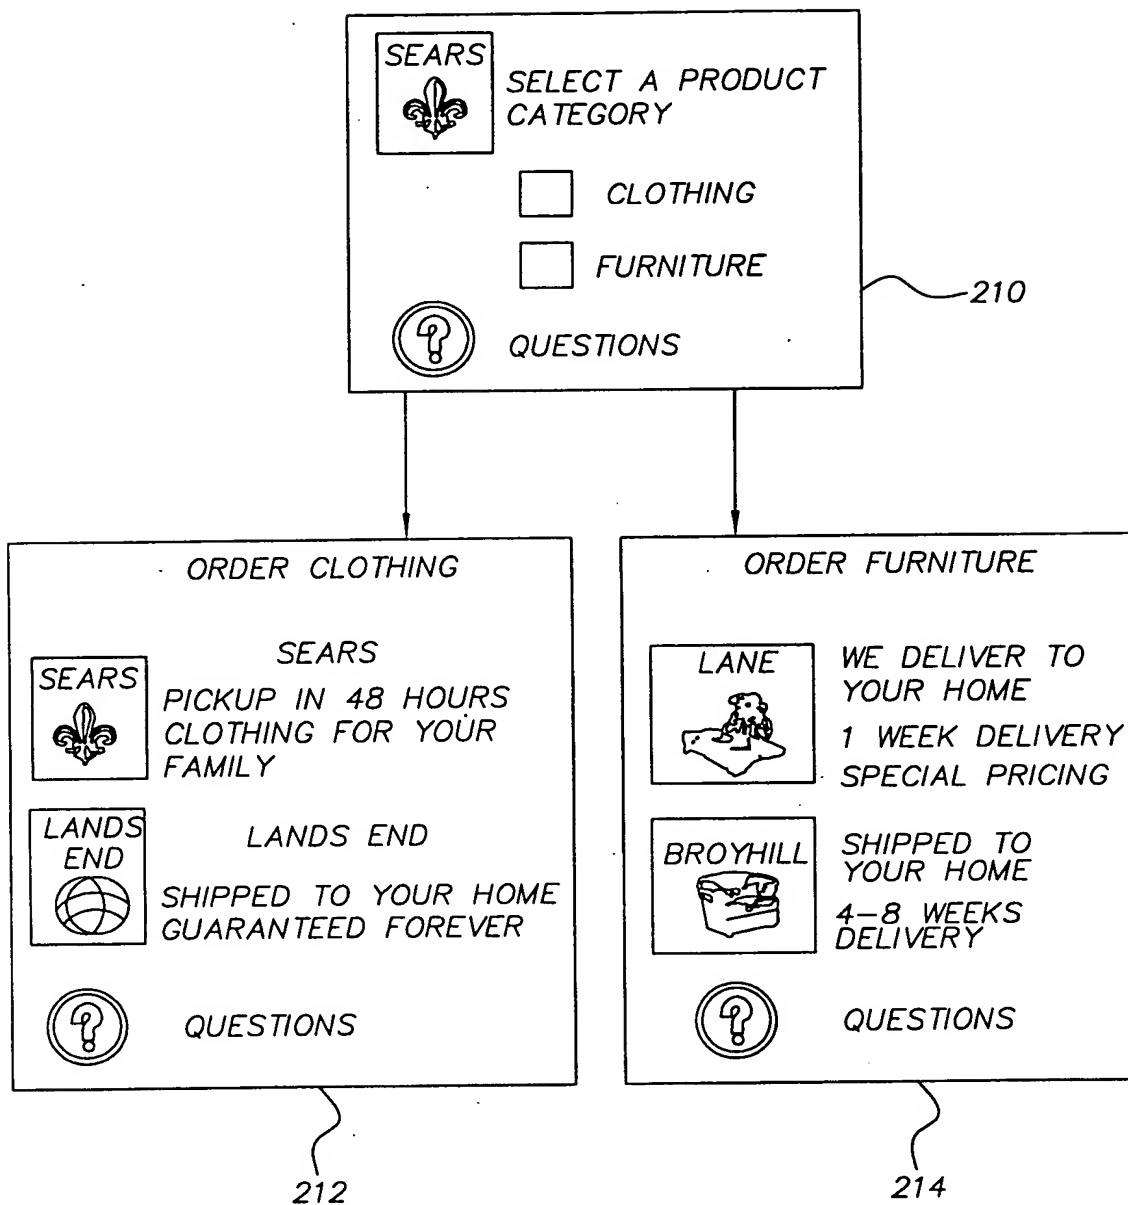 SEARS
SELECT A PRODUCT
CATEGORY
CLOTHING
FURNITURE
210
QUESTIONS
ORDER CLOTHING
SEARS
SEARS
PICKUP IN 48 HOURS
CLOTHING FOR YOUR
FAMILY
LANDS
END
LANDS END
SHIPPED TO YOUR HOME
GUARANTEED FOREVER
QUESTIONS
212
ORDER FURNITURE
LANE
WE DELIVER TO
YOUR HOME
1 WEEK DELIVERY
SPECIAL PRICING
BROYHILL
SHIPPED TO
YOUR HOME
4-8 WEEKS
DELIVERY
QUESTIONS
214